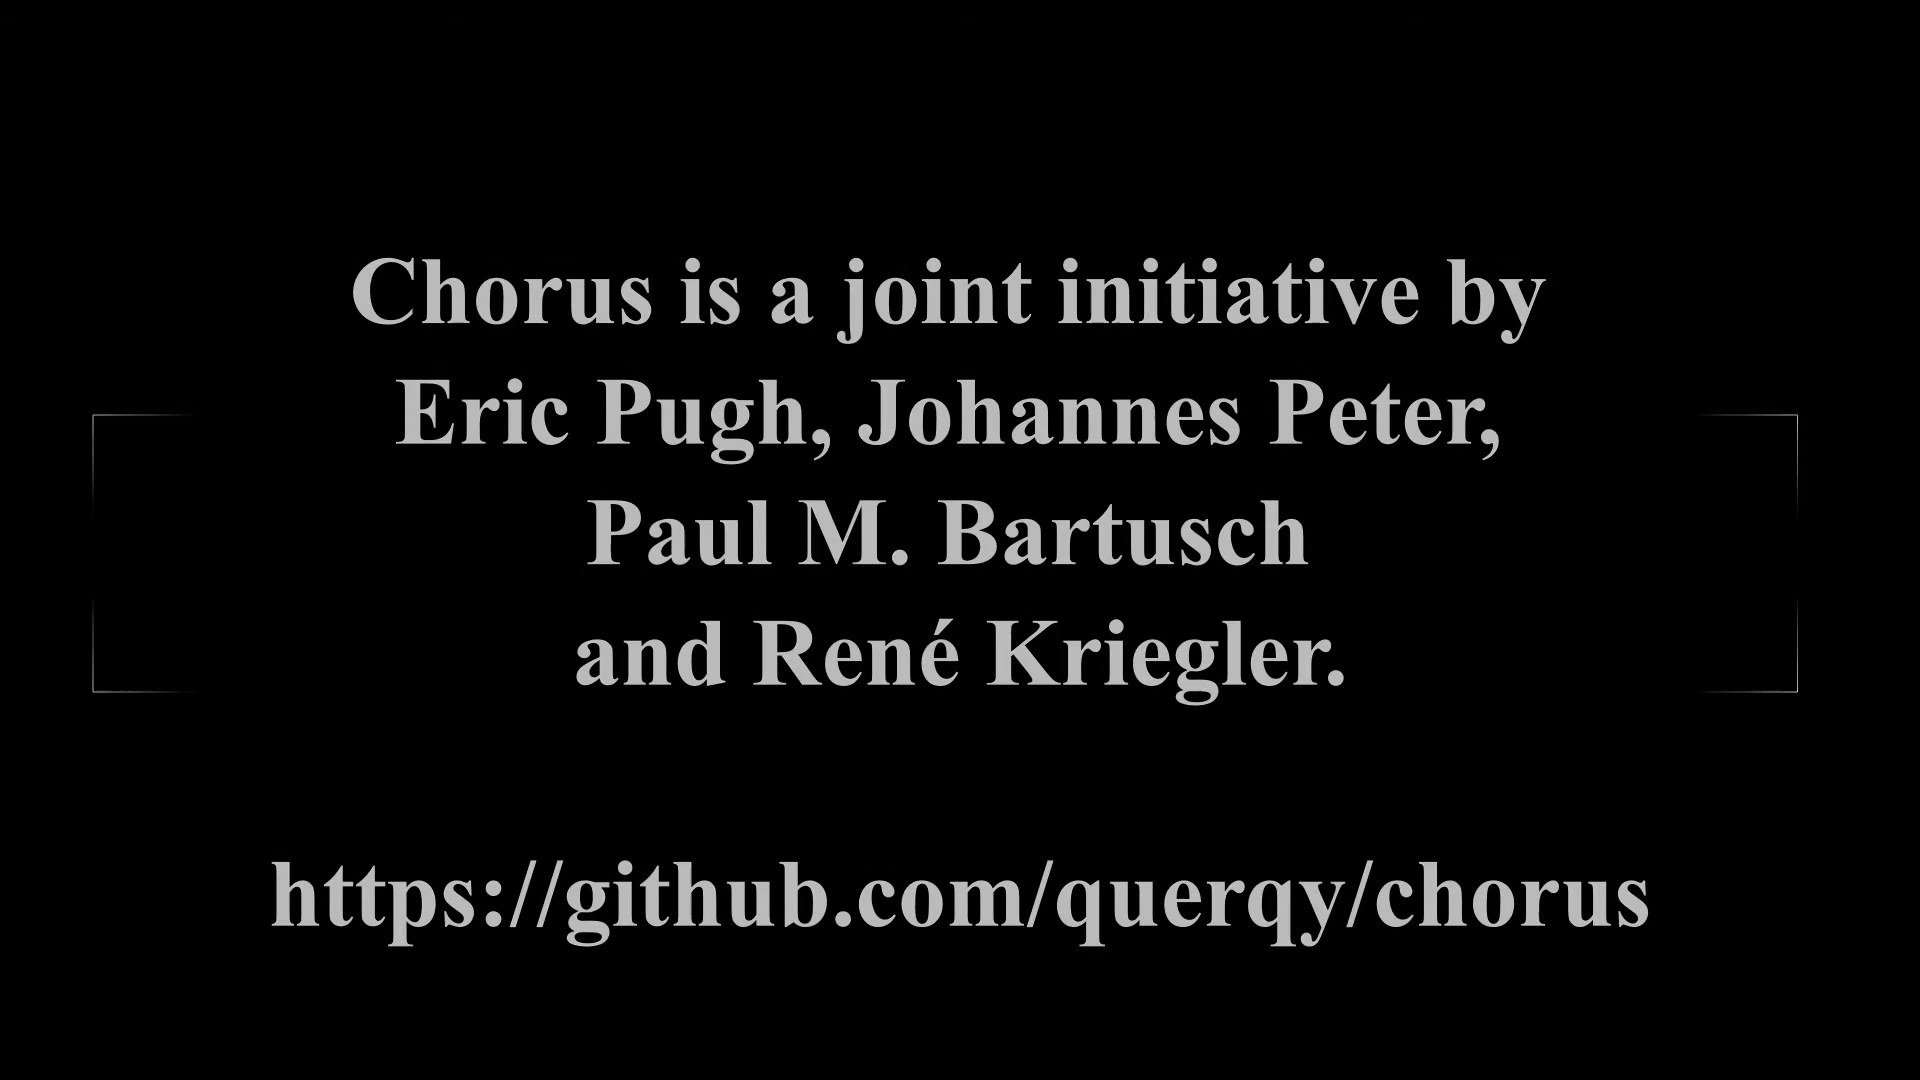 Chorus is a joint initiative by
Eric Pugh, Johannes Peter,
Paul M. Bartusch
and René Kriegler.
https://github.com/querqy/chorus